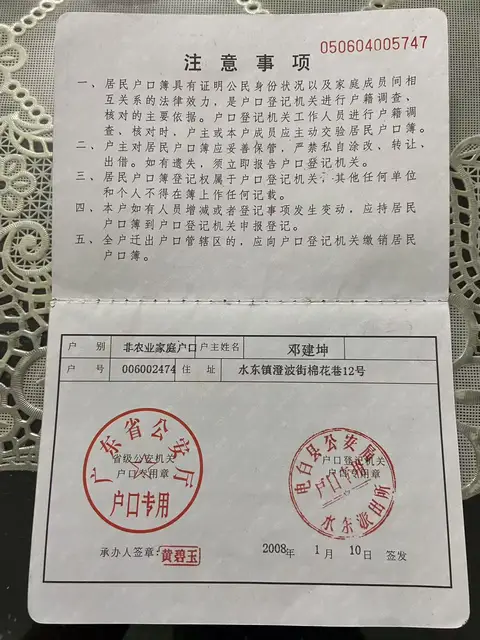 050604005747
注意事项
一、居民户口簿具有证明公民身份状况以及家庭成员间相
互关系的法律效力，是户口登记机关进行户籍调查、
核对的主要依据。户口登记机关工作人员进行户籍调
查、核对时，户主或本户成员应主动交验居民户口簿。
二、户主对居民户口簿应妥善保管，严禁私自涂改、转让、
出借。如有遗失，须立即报告户口登记机关。
三、居民户口簿登记权属于户口登记机关，其他任何单位
和个人不得在簿上作任何记载。
四、本户如有人员增减或者登记事项发生变动，应持居民
户口簿到户口登记机关申报登记。
五、全户迁出户口管辖区的，应向户口登记机关缴销居民
户口簿。
户 别 非农业家庭户口 户主姓名 邓建坤
户 号 006002474 住 址 水东镇澄波街棉花巷12号
广东省公安厅
省级公安机关
户口专用章
户口专用
电白县公安局
户口登记机关
户口专用章
户口专用
水东派出所
承办人签章：黄碧玉
2008年 1月 10日 签发